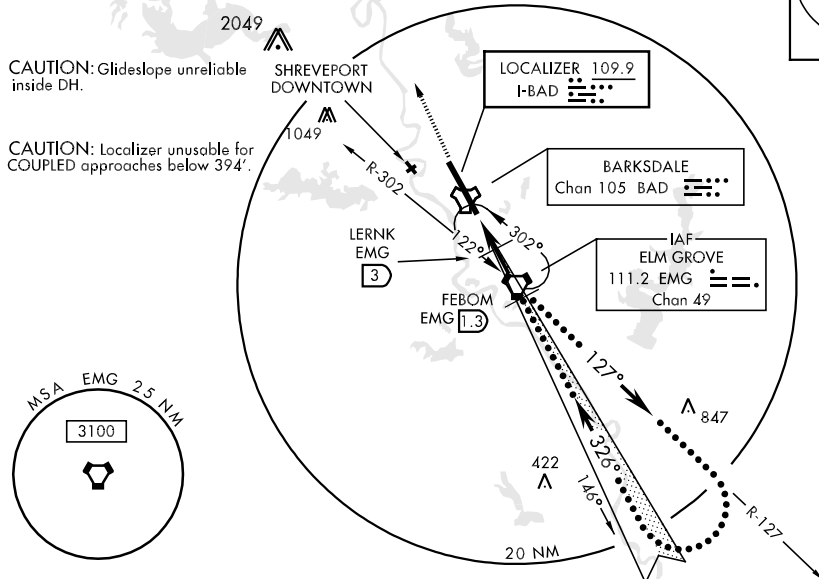 2049
CAUTION: Glideslope unreliable
inside DH.
SHREVEPORT
DOWNTOWN
1049
CAUTION: Localizer unusable for
COUPLED approaches below 394'.
LOCALIZER 109.9
I-BAD
BARKSDALE
Chan 105 BAD
R-302
302°
122°
LERNK
EMG
3
IAF
ELM GROVE
111.2 EMG
Chan 49
FEBOM
EMG 1.3
127°
847
326°
422
146°
R-127
20 NM
MSA EMG 25 NM
3100